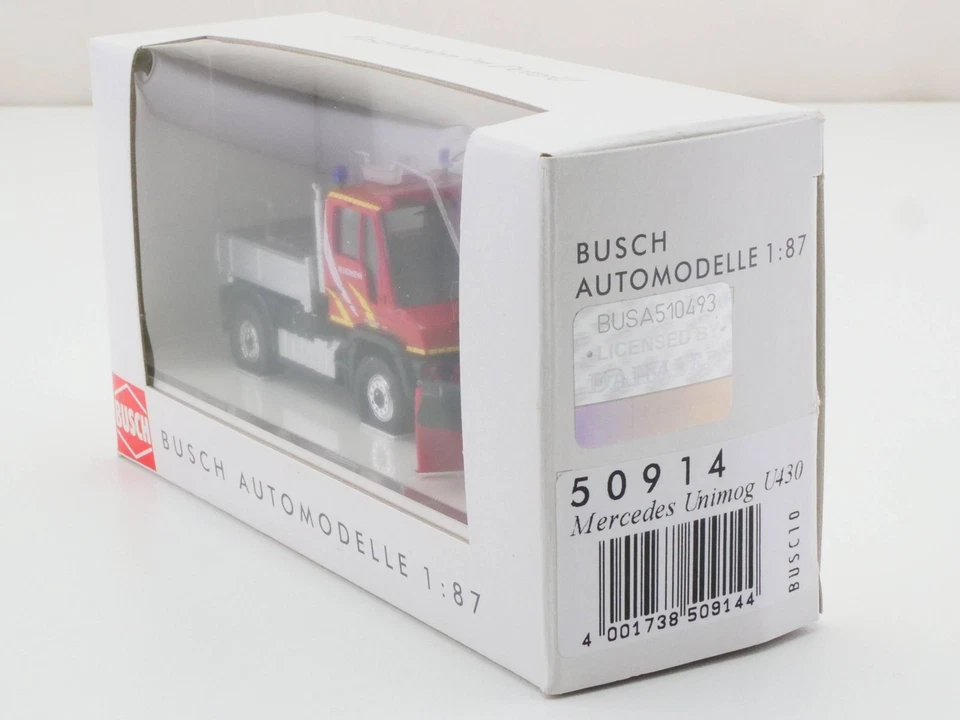 BUSCH
BUSCH AUTOMODELLE 1:87
BUSCH
AUTOMODELLE 1:87
BUSA510493
LICENSED B
50914
Mercedes Unimog U430
BUSC10
4 001738 509144